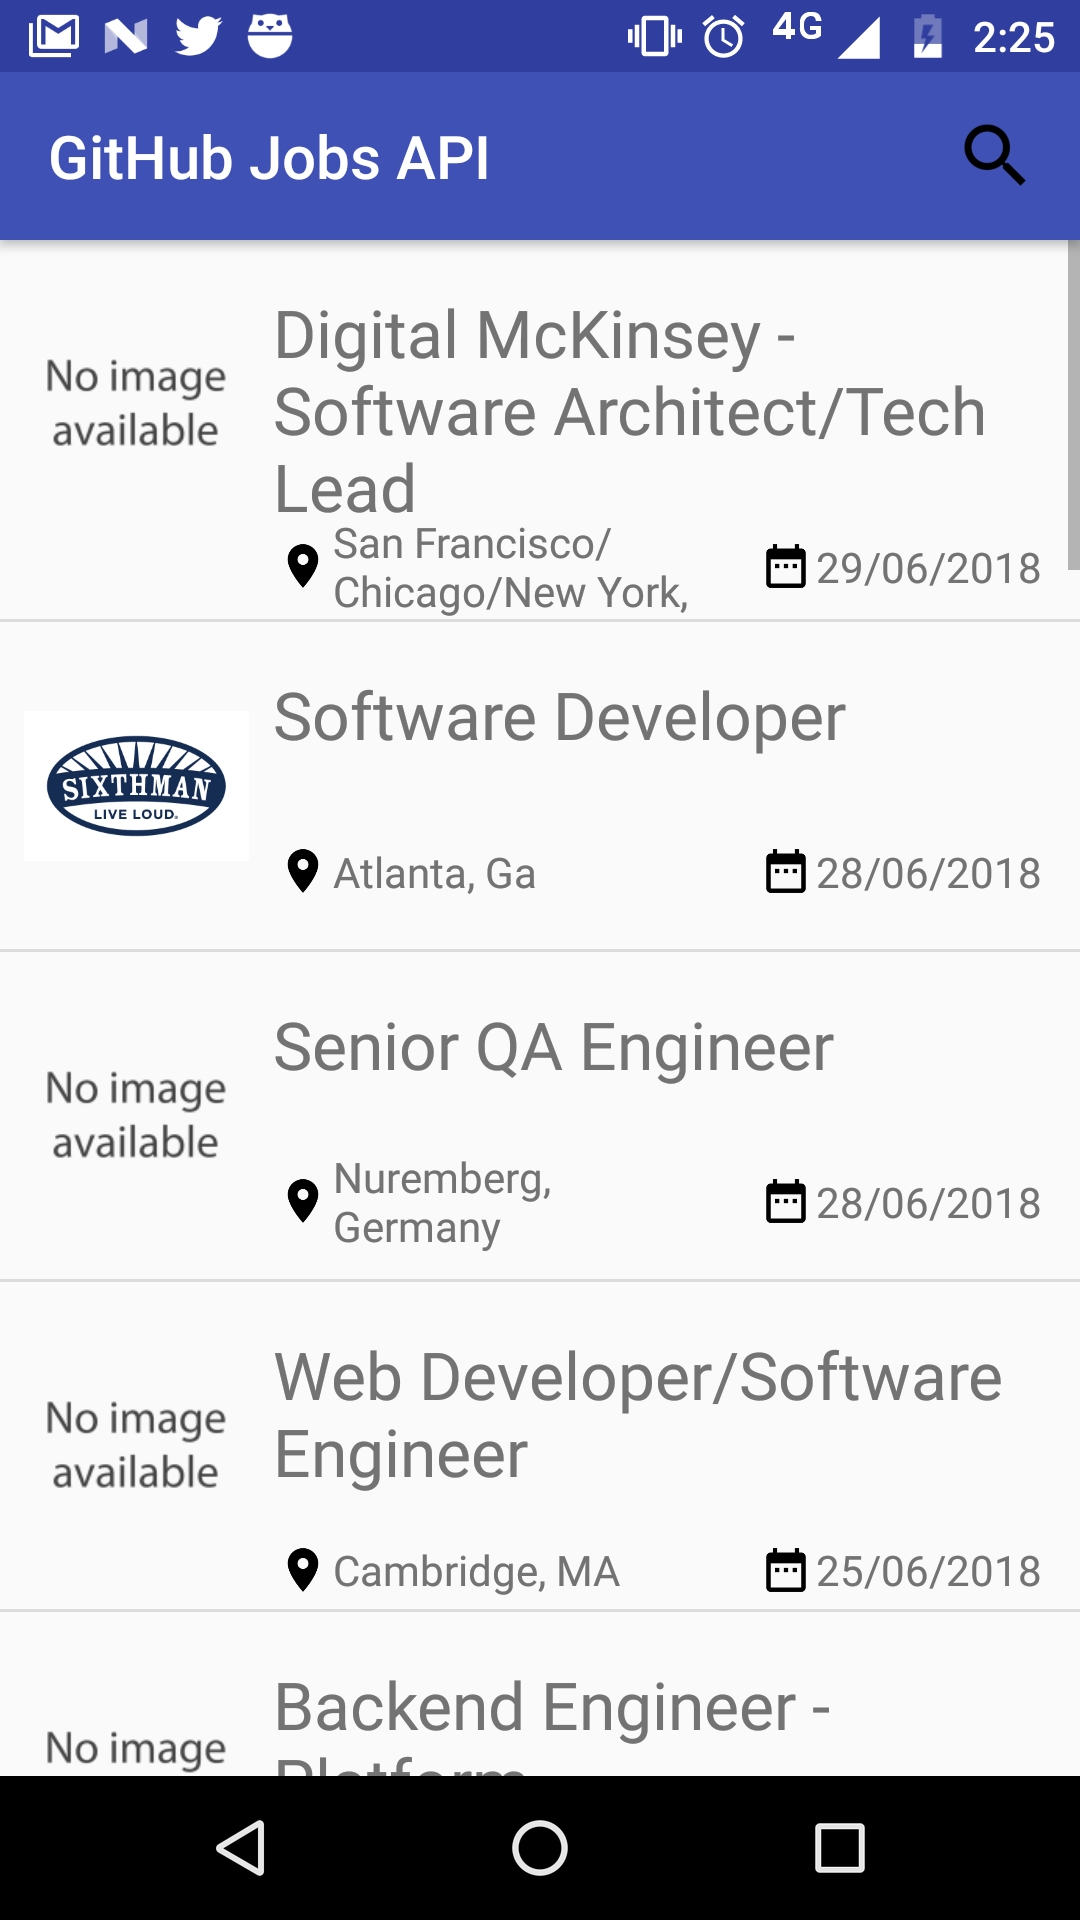 4G 2:25
GitHub Jobs API
Digital McKinsey -
Software Architect/Tech
Lead
No image
available
San Francisco/
Chicago/New York,
29/06/2018
Software Developer
SIXTHMAN
LIVE LOUD.
Atlanta, Ga
28/06/2018
Senior QA Engineer
No image
available
Nuremberg,
Germany
28/06/2018
Web Developer/Software
Engineer
No image
available
Cambridge, MA
25/06/2018
Backend Engineer -
Platform
No image